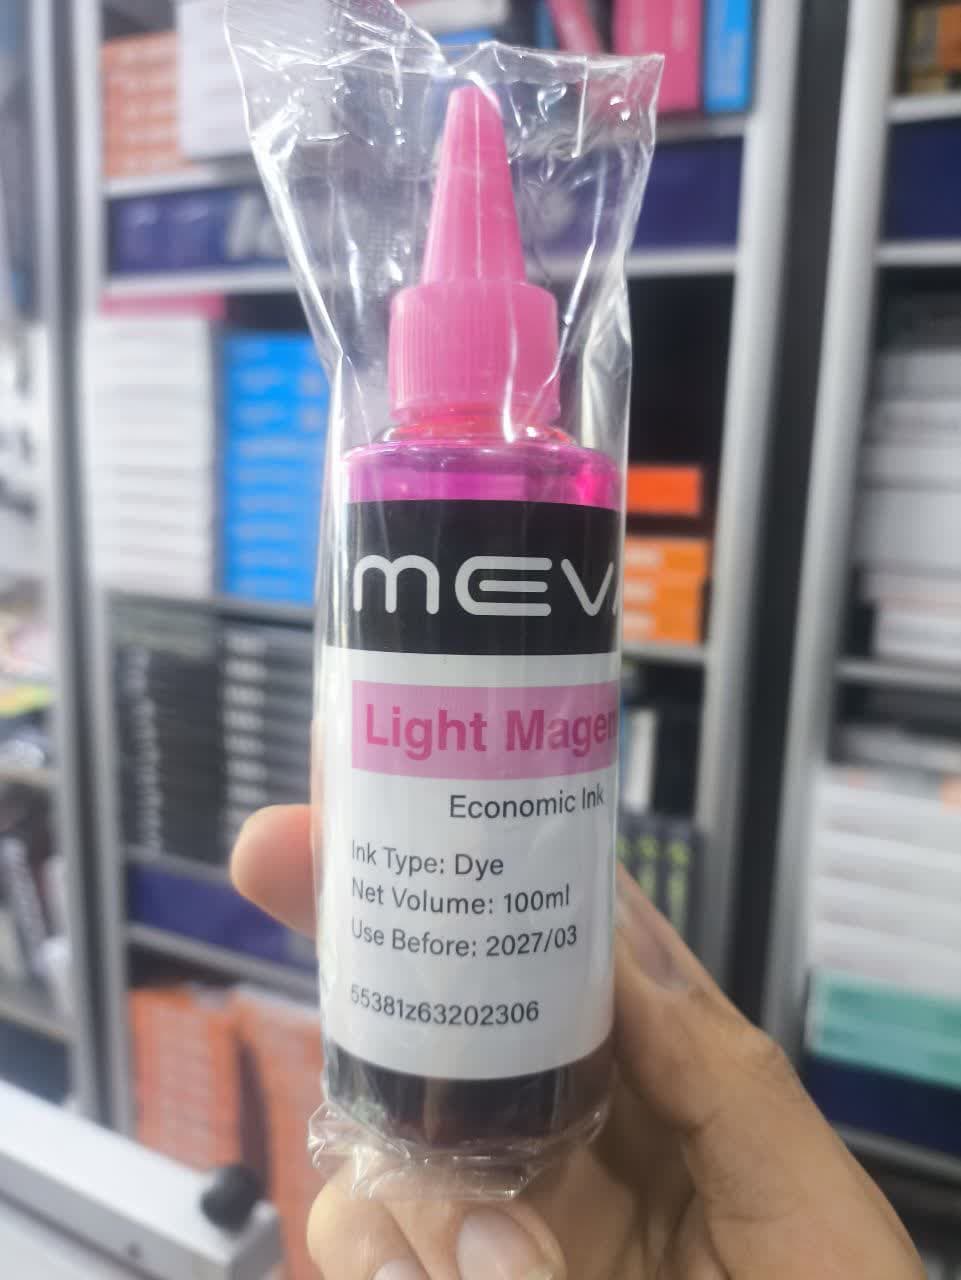 MEV
Light Magen
Economic Ink
Ink Type: Dye
Net Volume: 100ml
Use Before: 2027/03
55381z63202306